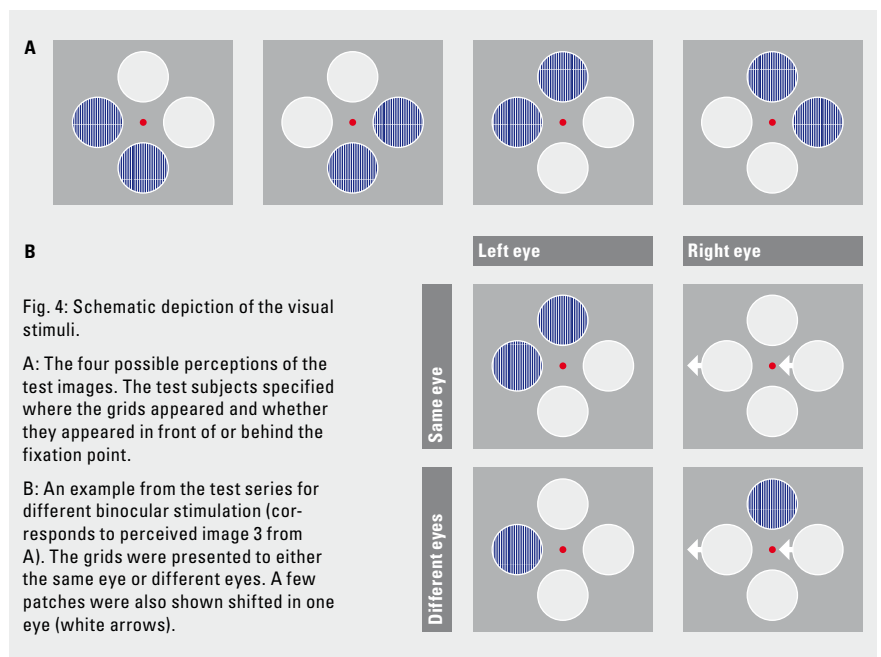 A
B
Left eye
Right eye
Fig. 4: Schematic depiction of the visual
stimuli.
A: The four possible perceptions of the
test images. The test subjects specified
where the grids appeared and whether
they appeared in front of or behind the
fixation point.
B: An example from the test series for
different binocular stimulation (cor-
responds to perceived image 3 from
A). The grids were presented to either
the same eye or different eyes. A few
patches were also shown shifted in one
eye (white arrows).
Same eye
Different eyes